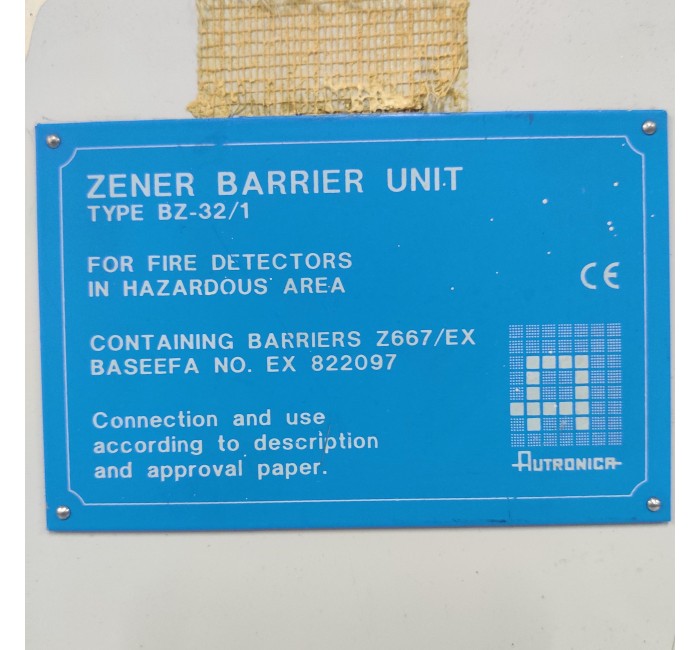 ZENER BARRIER UNIT
TYPE BZ-32/1
FOR FIRE DETECTORS
IN HAZARDOUS AREA
CE
CONTAINING BARRIERS Z667/EX
BASEEFA NO. EX 822097
Connection and use
according to description
and approval paper.
AUTRONICA